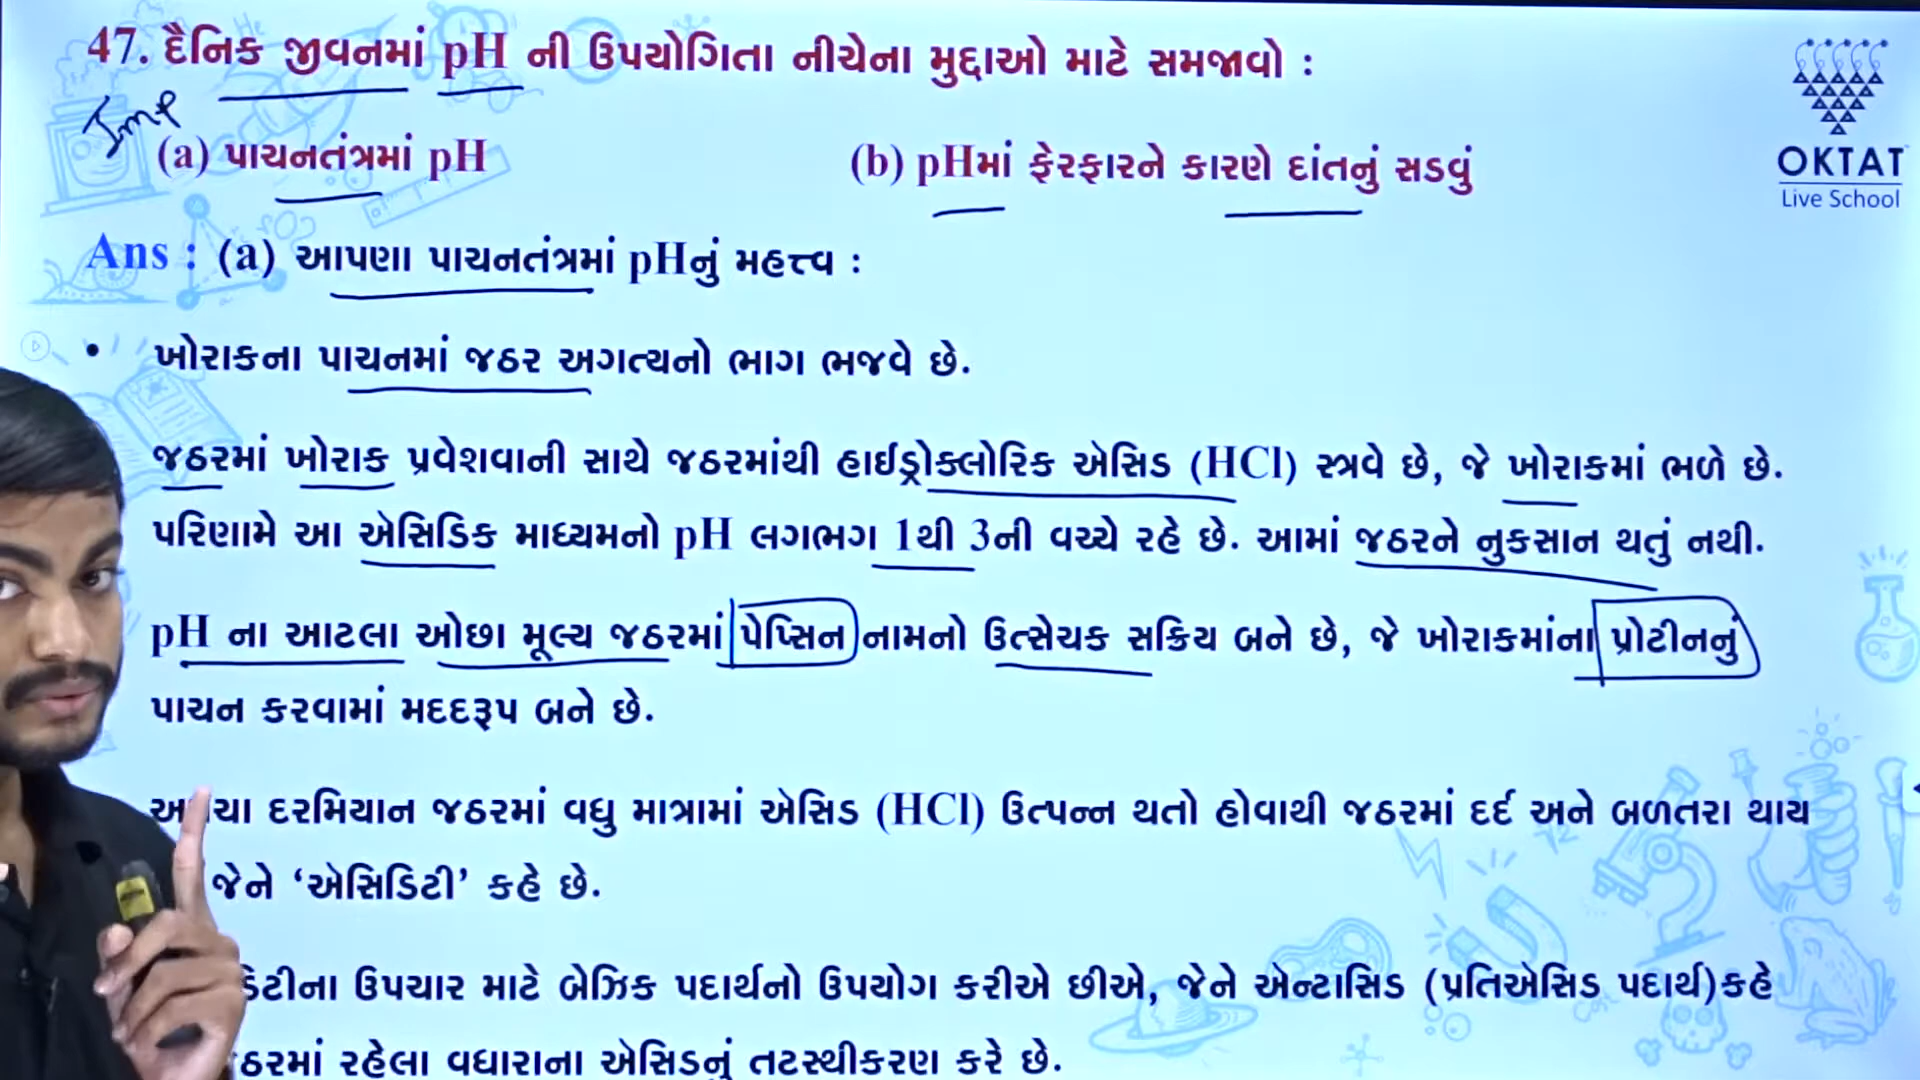 47. દૈનિક જીવનમાં pH ની ઉપયોગિતા નીચેના મુદ્દાઓ માટે સમજાવો :
Imp
(a) પાચનતંત્રમાં pH (b) pHમાં ફેરફારને કારણે દાંતનું સડવું
OKTAT
Live School
Ans : (a) આપણા પાચનતંત્રમાં pHનું મહત્ત્વ :
• ખોરાકના પાચનમાં જઠર અગત્યનો ભાગ ભજવે છે.
જઠરમાં ખોરાક પ્રવેશવાની સાથે જઠરમાંથી હાઈડ્રોક્લોરિક એસિડ (HCl) સ્ત્રવે છે, જે ખોરાકમાં ભળે છે.
પરિણામે આ એસિડિક માધ્યમનો pH લગભગ 1થી 3ની વચ્ચે રહે છે. આમાં જઠરને નુકસાન થતું નથી.
pH ના આટલા ઓછા મૂલ્ય જઠરમાં પેપ્સિન નામનો ઉત્સેચક સક્રિય બને છે, જે ખોરાકમાંના પ્રોટીનનું
પાચન કરવામાં મદદરૂપ બને છે.
દરમિયાન જઠરમાં વધુ માત્રામાં એસિડ (HCl) ઉત્પન્ન થતો હોવાથી જઠરમાં દર્દ અને બળતરા થાય
જેને ‘એસિડિટી’ કહે છે.
ઉપચાર માટે બેઝિક પદાર્થનો ઉપયોગ કરીએ છીએ, જેને એન્ટાસિડ (પ્રતિએસિડ પદાર્થ)કહે
રહેલા વધારાના એસિડનું તટસ્થીકરણ કરે છે.